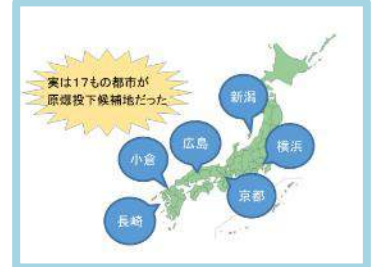 実は17もの都市が
原爆投下候補地だった
新潟
広島
横浜
小倉
京都
長崎